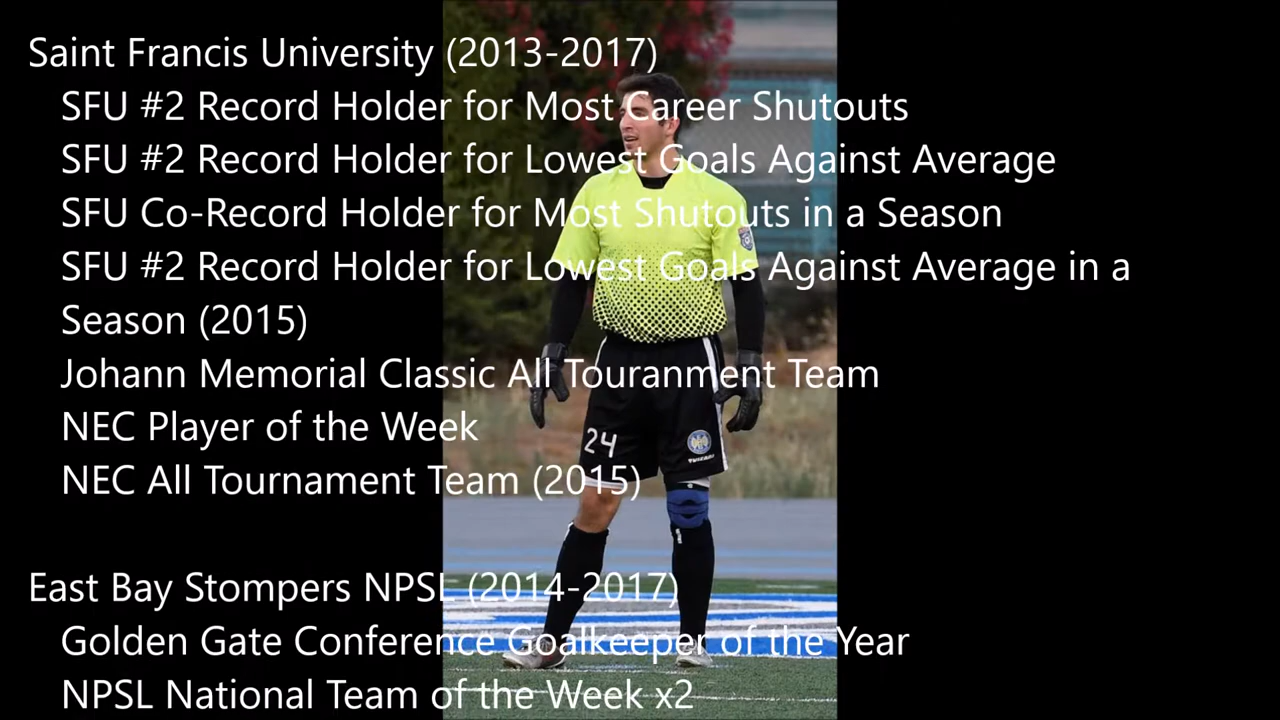 Saint Francis University (2013-2017)
SFU #2 Record Holder for Most Career Shutouts
SFU #2 Record Holder for Lowest Goals Against Average
SFU Co-Record Holder for Most Shutouts in a Season
SFU #2 Record Holder for Lowest Goals Against Average in a
Season (2015)
Johann Memorial Classic All Touranment Team
NEC Player of the Week
NEC All Tournament Team (2015)
24
East Bay Stompers NPSL (2014-2017)
Golden Gate Conference Goalkeeper of the Year
NPSL National Team of the Week x2